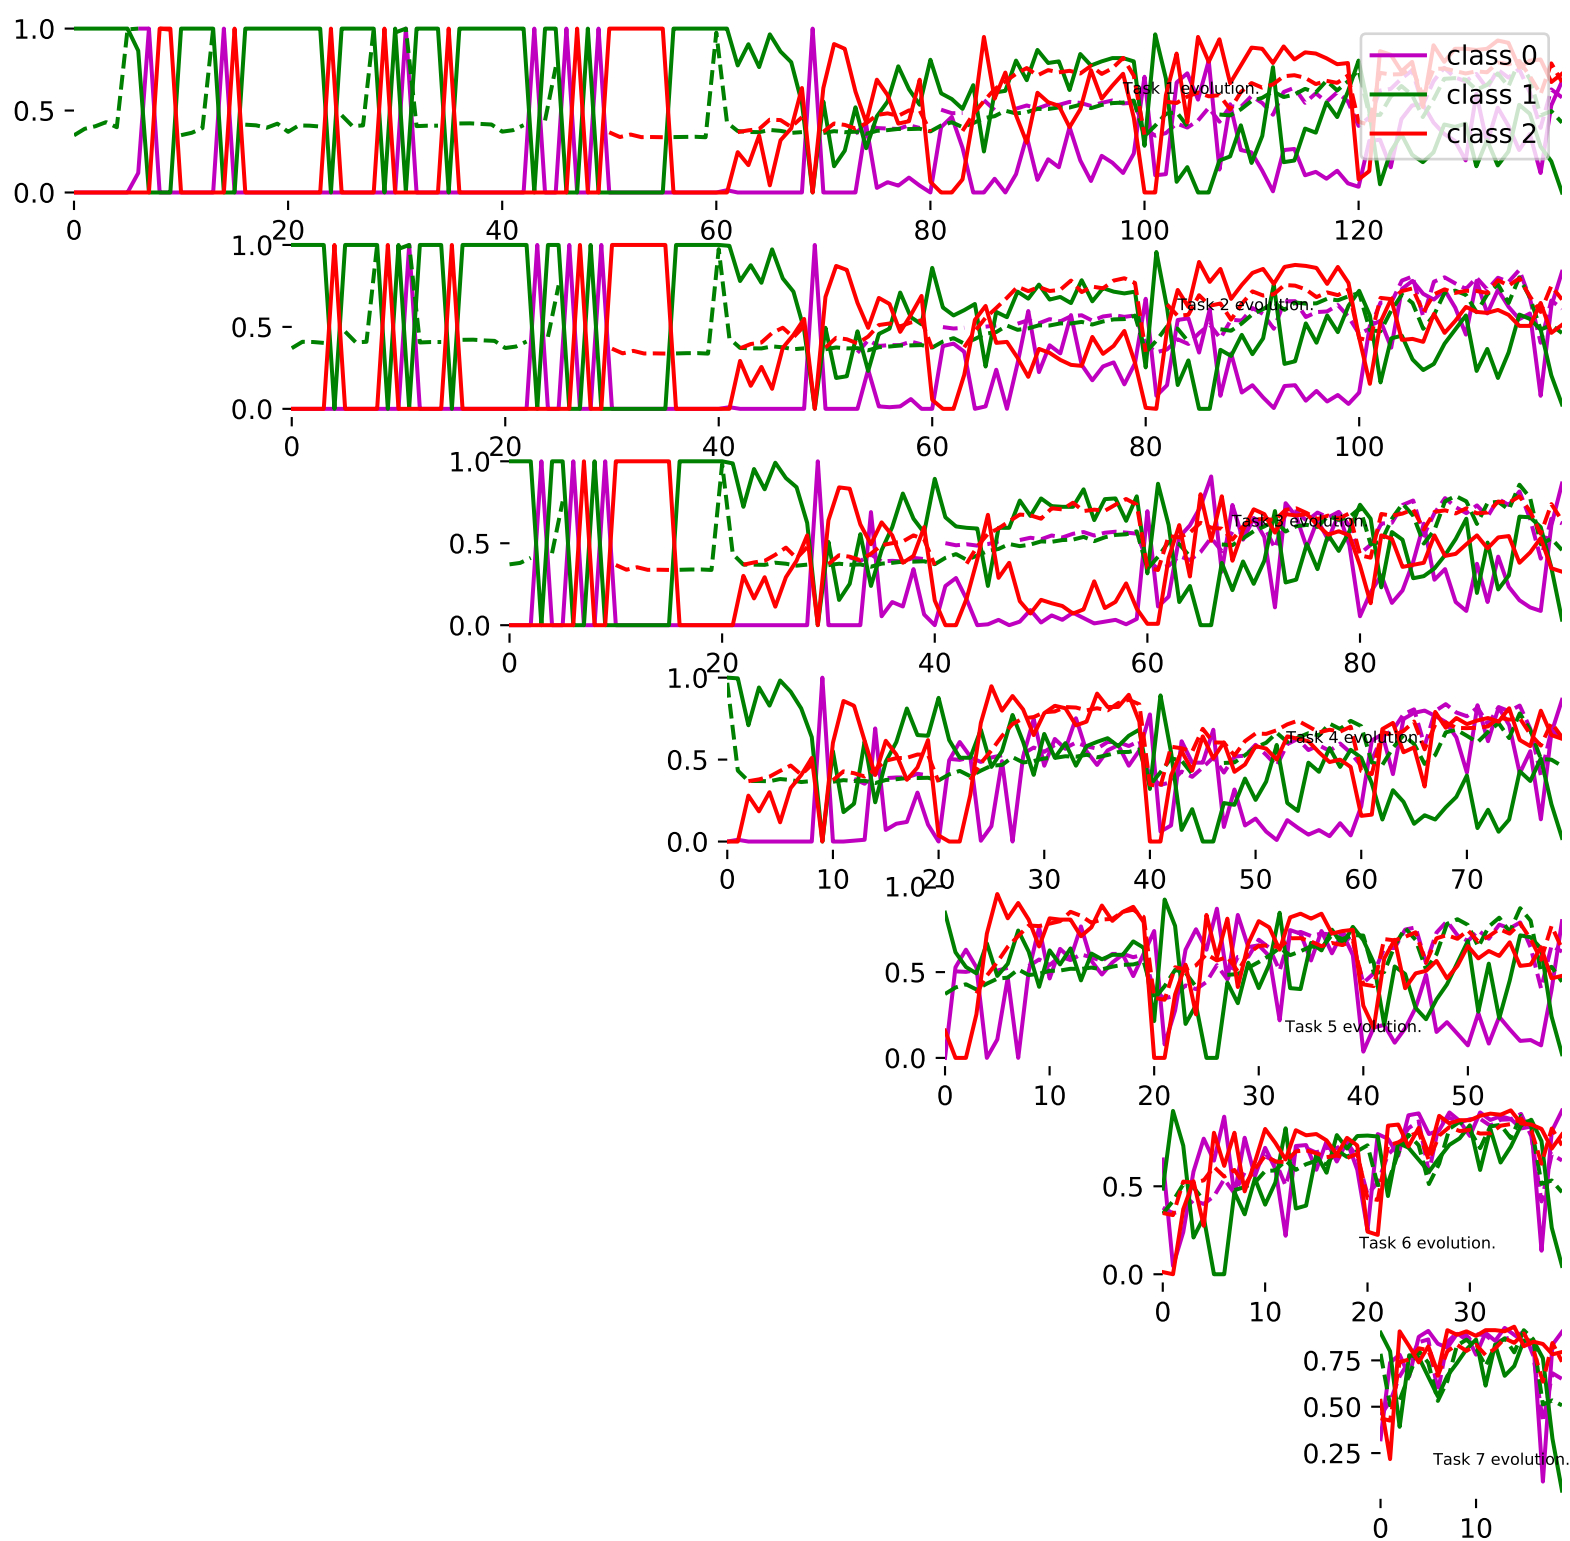 1.0
class 0
class 1
class 2
Task 1 evolution.
0.5
0.0
0 20 40 60 80 100 120
1.0
Task 2 evolution.
0.5
0.0
0 20 40 60 80 100
1.0
Task 3 evolution.
0.5
0.0
0 20 40 60 80
1.0
Task 4 evolution.
0.5
0.0
0 10 20 30 40 50 60 70
1.0
0.5
Task 5 evolution.
0.0
0 10 20 30 40 50
0.5
Task 6 evolution.
0.0
0 10 20 30
0.75
0.50
0.25
Task 7 evolution.
0 10